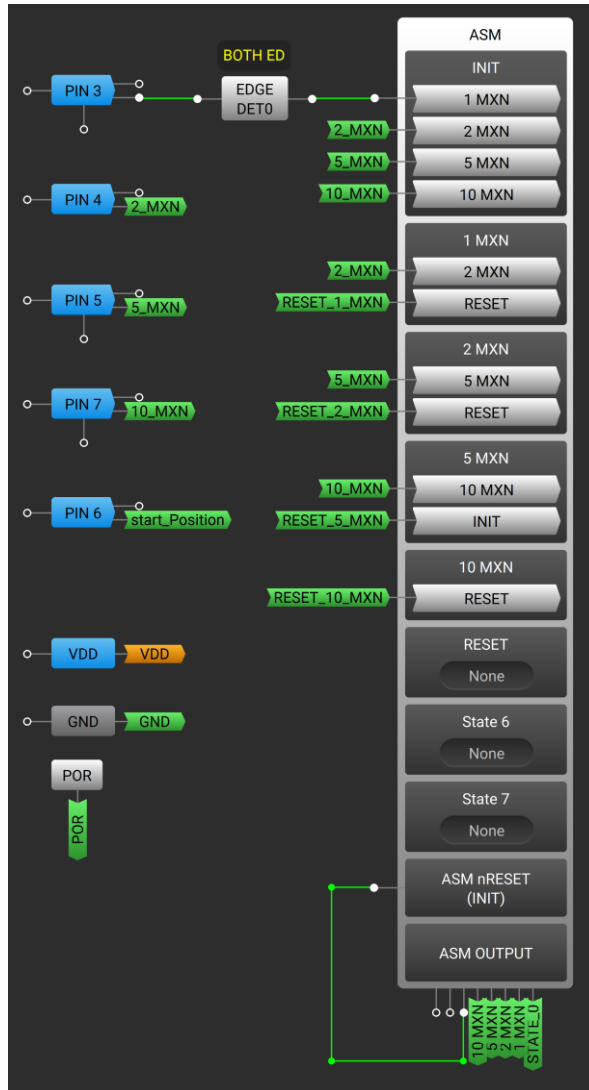 ASM
BOTH ED
INIT
PIN 3
EDGE
DET0
1 MXN
2_MXN
2 MXN
5_MXN
5 MXN
10_MXN
10 MXN
PIN 4
2_MXN
1 MXN
2_MXN
2 MXN
RESET_1_MXN
RESET
PIN 5
5_MXN
2 MXN
5_MXN
5 MXN
RESET_2_MXN
RESET
PIN 7
10_MXN
5 MXN
10_MXN
10 MXN
RESET_5_MXN
INIT
PIN 6
start_Position
10 MXN
RESET_10_MXN
RESET
RESET
None
VDD
VDD
State 6
None
GND
GND
State 7
None
POR
POR
ASM nRESET
(INIT)
ASM OUTPUT
10 MXN
5 MXN
2 MXN
1 MXN
STATE_0